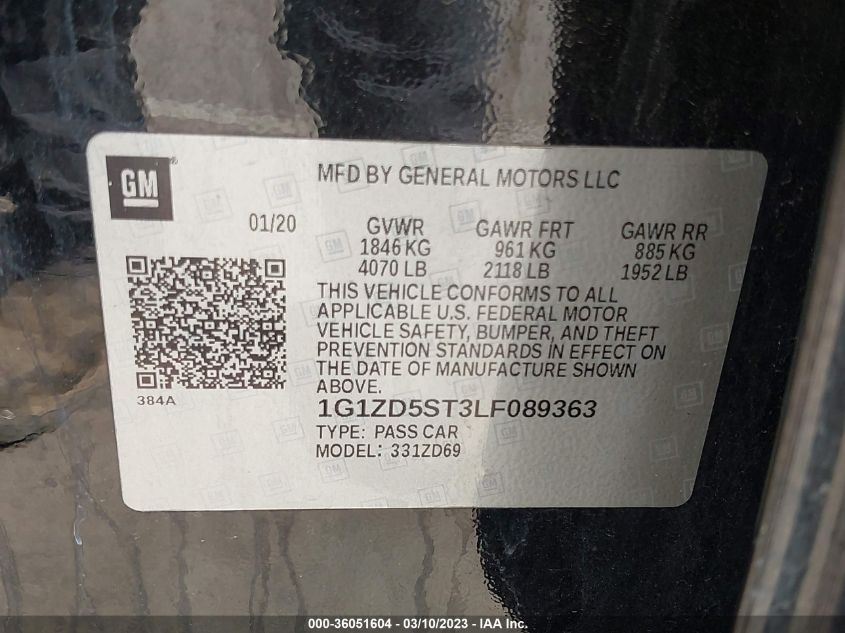 GM
®
MFD BY GENERAL MOTORS LLC
01/20
GVWR GAWR FRT GAWR RR
1846 KG 961 KG 885 KG
4070 LB 2118 LB 1952 LB
THIS VEHICLE CONFORMS TO ALL
APPLICABLE U.S. FEDERAL MOTOR
VEHICLE SAFETY, BUMPER, AND THEFT
PREVENTION STANDARDS IN EFFECT ON
THE DATE OF MANUFACTURE SHOWN
ABOVE.
384A
1G1ZD5ST3LF089363
TYPE: PASS CAR
MODEL: 331ZD69
000-36051604 — 03/10/2023 — IAA Inc.